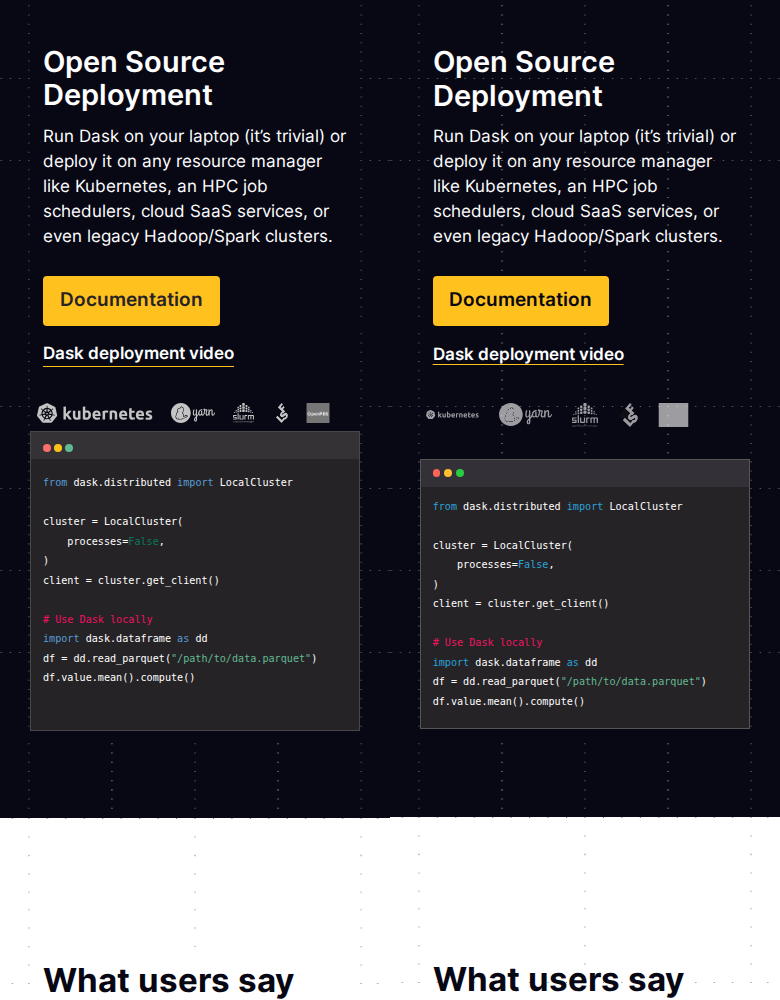 Open Source
Deployment
Run Dask on your laptop (it’s trivial) or
deploy it on any resource manager
like Kubernetes, an HPC job
schedulers, cloud SaaS services, or
even legacy Hadoop/Spark clusters.
Documentation
Dask deployment video
kubernetes yarn slurm OpenPBS
from dask.distributed import LocalCluster
cluster = LocalCluster(
    processes=False,
)
client = cluster.get_client()
# Use Dask locally
import dask.dataframe as dd
df = dd.read_parquet("/path/to/data.parquet")
df.value.mean().compute()
What users say
Open Source
Deployment
Run Dask on your laptop (it’s trivial) or
deploy it on any resource manager
like Kubernetes, an HPC job
schedulers, cloud SaaS services, or
even legacy Hadoop/Spark clusters.
Documentation
Dask deployment video
kubernetes yarn slurm
from dask.distributed import LocalCluster
cluster = LocalCluster(
    processes=False,
)
client = cluster.get_client()
# Use Dask locally
import dask.dataframe as dd
df = dd.read_parquet("/path/to/data.parquet")
df.value.mean().compute()
What users say